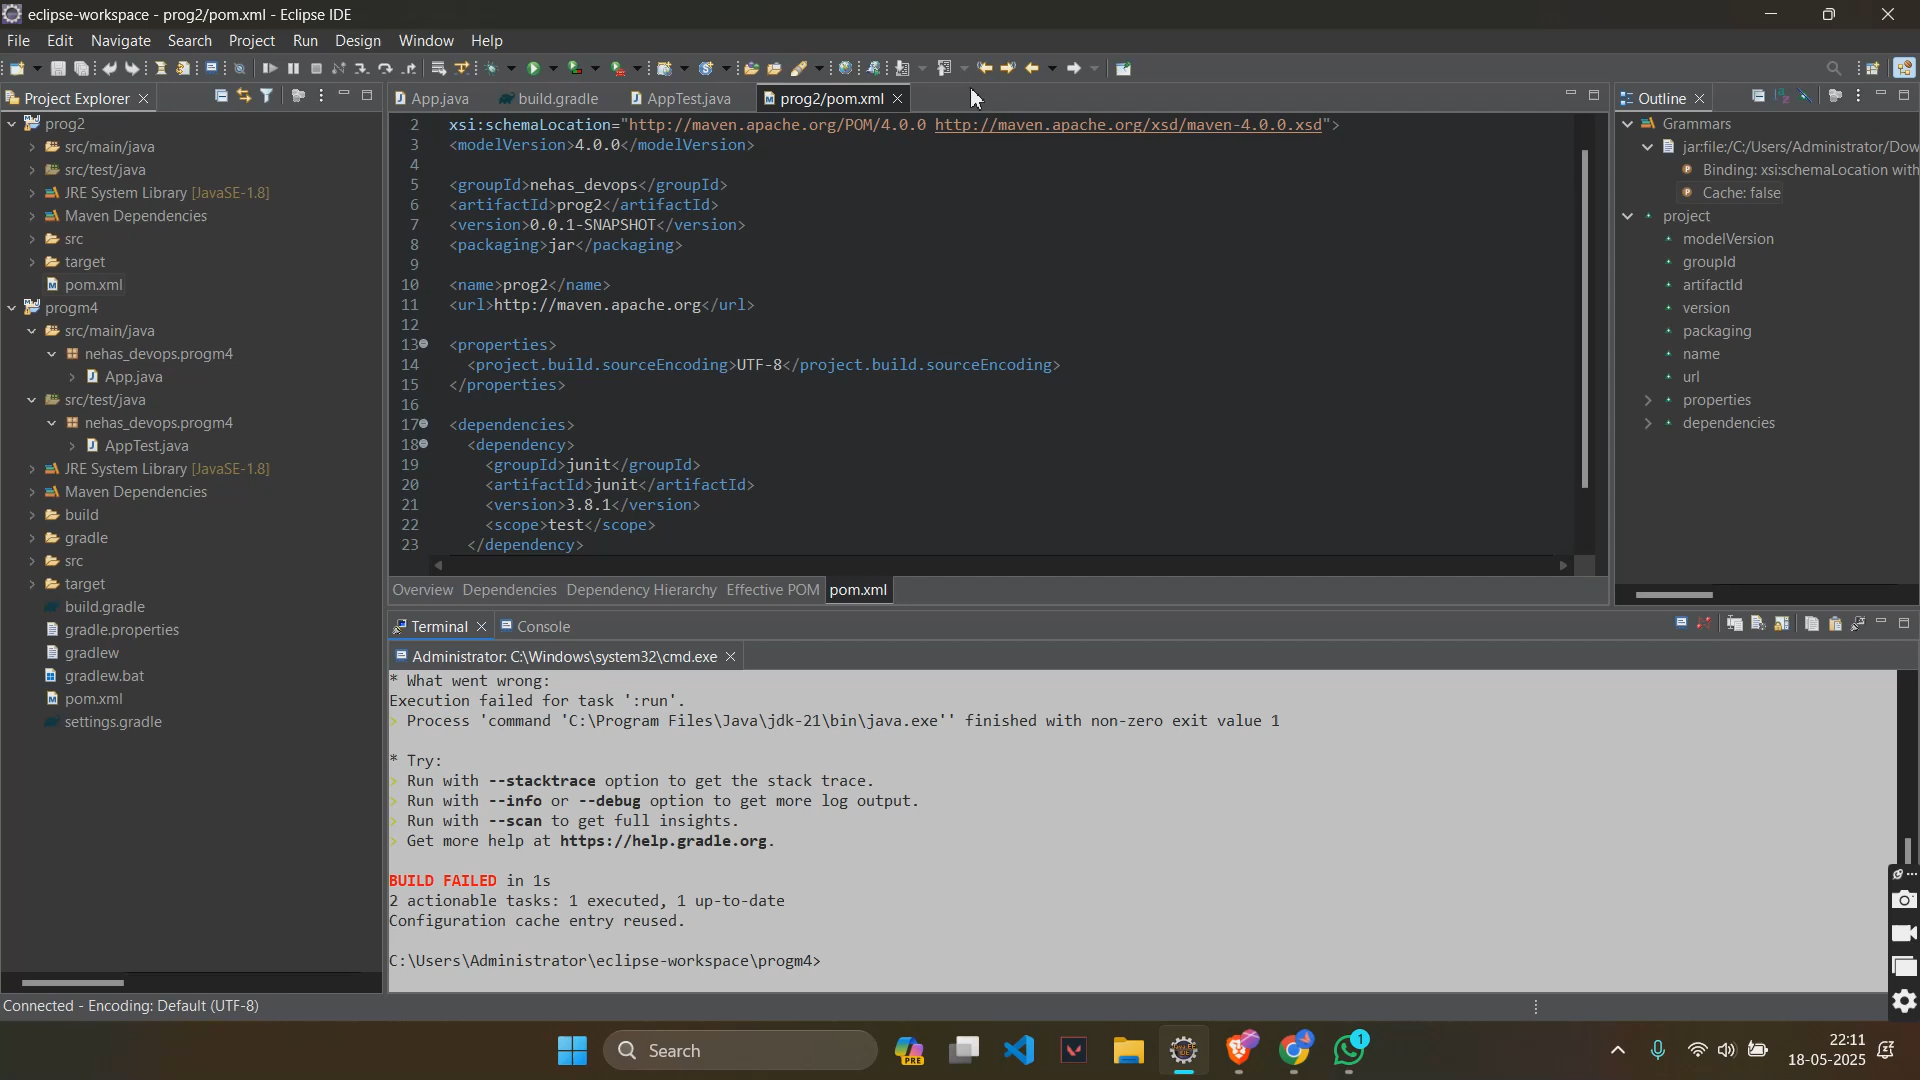 eclipse-workspace - prog2/pom.xml - Eclipse IDE
File Edit Navigate Search Project Run Design Window Help
Project Explorer
prog2
src/main/java
src/test/java
JRE System Library [JavaSE-1.8]
Maven Dependencies
src
target
pom.xml
progm4
src/main/java
nehas_devops.progm4
App.java
src/test/java
nehas_devops.progm4
AppTest.java
JRE System Library [JavaSE-1.8]
Maven Dependencies
build
gradle
src
target
build.gradle
gradle.properties
gradlew
gradlew.bat
pom.xml
settings.gradle
App.java build.gradle AppTest.java prog2/pom.xml
2 xsi:schemaLocation="http://maven.apache.org/POM/4.0.0 http://maven.apache.org/xsd/maven-4.0.0.xsd">
3 <modelVersion>4.0.0</modelVersion>
4
5 <groupId>nehas_devops</groupId>
6 <artifactId>prog2</artifactId>
7 <version>0.0.1-SNAPSHOT</version>
8 <packaging>jar</packaging>
9
10 <name>prog2</name>
11 <url>http://maven.apache.org</url>
12
13 <properties>
14 <project.build.sourceEncoding>UTF-8</project.build.sourceEncoding>
15 </properties>
16
17 <dependencies>
18 <dependency>
19 <groupId>junit</groupId>
20 <artifactId>junit</artifactId>
21 <version>3.8.1</version>
22 <scope>test</scope>
23 </dependency>
Overview Dependencies Dependency Hierarchy Effective POM pom.xml
Outline
Grammars
jar:file:/C:/Users/Administrator/Dow
Binding: xsi:schemaLocation with
Cache: false
project
modelVersion
groupId
artifactId
version
packaging
name
url
properties
dependencies
Terminal Console
Administrator: C:\Windows\system32\cmd.exe
* What went wrong:
Execution failed for task ':run'.
> Process 'command 'C:\Program Files\Java\jdk-21\bin\java.exe'' finished with non-zero exit value 1
* Try:
> Run with --stacktrace option to get the stack trace.
> Run with --info or --debug option to get more log output.
> Run with --scan to get full insights.
> Get more help at https://help.gradle.org.
BUILD FAILED in 1s
2 actionable tasks: 1 executed, 1 up-to-date
Configuration cache entry reused.
C:\Users\Administrator\eclipse-workspace\progm4>
Connected - Encoding: Default (UTF-8)
Search
PRE
1
22:11
18-05-2025